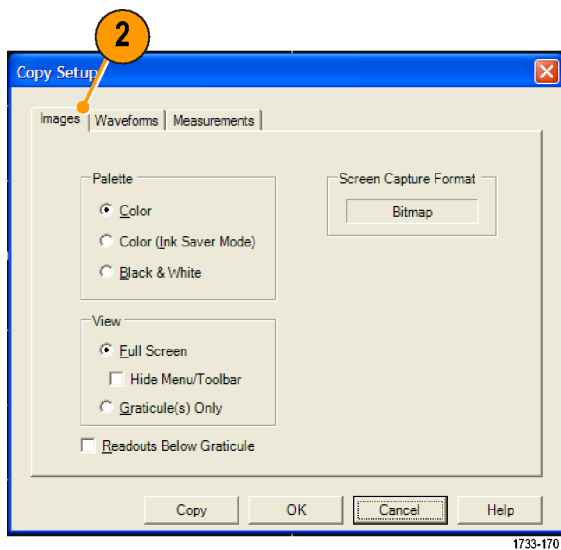 2
Copy Setup
Images Waveforms Measurements
Palette
Color
Color (Ink Saver Mode)
Black & White
Screen Capture Format
Bitmap
View
Full Screen
Hide Menu/Toolbar
Graticule(s) Only
Readouts Below Graticule
Copy OK Cancel Help
1733-170